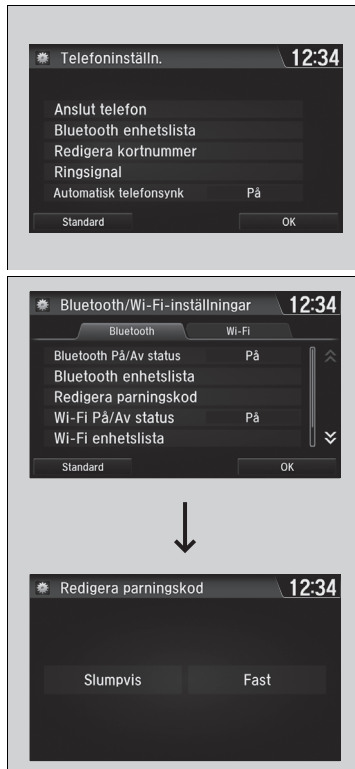 Telefoninställn. 12:34
Anslut telefon
Bluetooth enhetslista
Redigera kortnummer
Ringsignal
Automatisk telefonsynk På
Standard OK
Bluetooth/Wi-Fi-inställningar 12:34
Bluetooth Wi-Fi
Bluetooth På/Av status På
Bluetooth enhetslista
Redigera parningskod
Wi-Fi På/Av status På
Wi-Fi enhetslista
Standard OK
Redigera parningskod 12:34
Slumpvis Fast